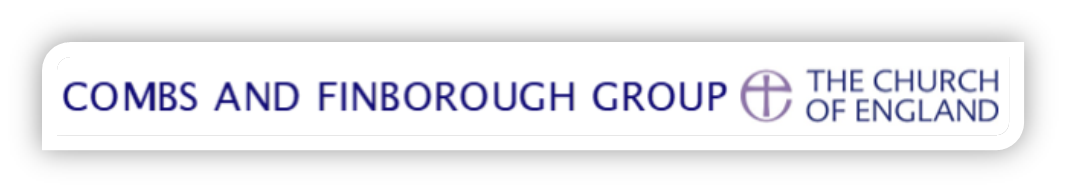 COMBS AND FINBOROUGH GROUP
THE CHURCH
OF ENGLAND